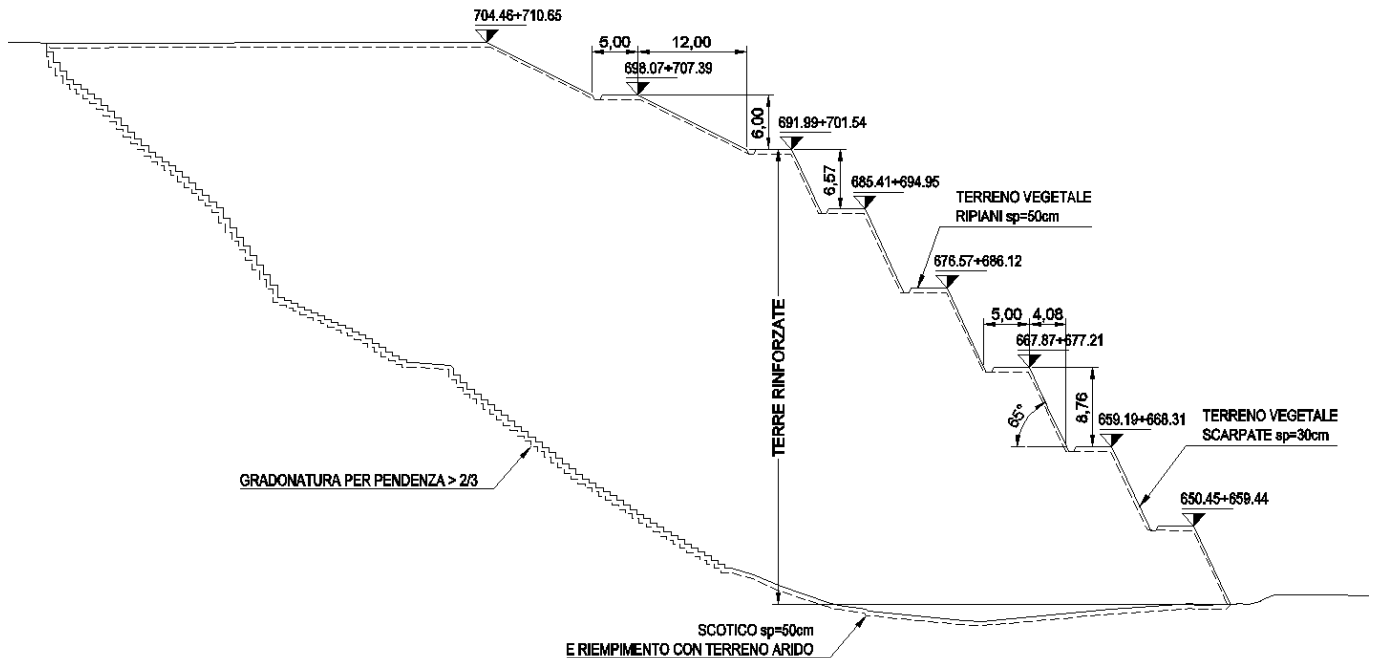 704.46÷710.65
5,00
12,00
698.07÷707.39
6,00
691.99÷701.54
6,57
685.41÷694.95
TERRENO VEGETALE
RIPIANI sp=50cm
676.57÷686.12
5,00
4,08
667.87÷677.21
65°
8,76
659.19÷668.31
TERRENO VEGETALE
SCARPATE sp=30cm
650.45÷659.44
TERRE RINFORZATE
GRADONATURA PER PENDENZA > 2/3
SCOTICO sp=50cm
E RIEMPIMENTO CON TERRENO ARIDO